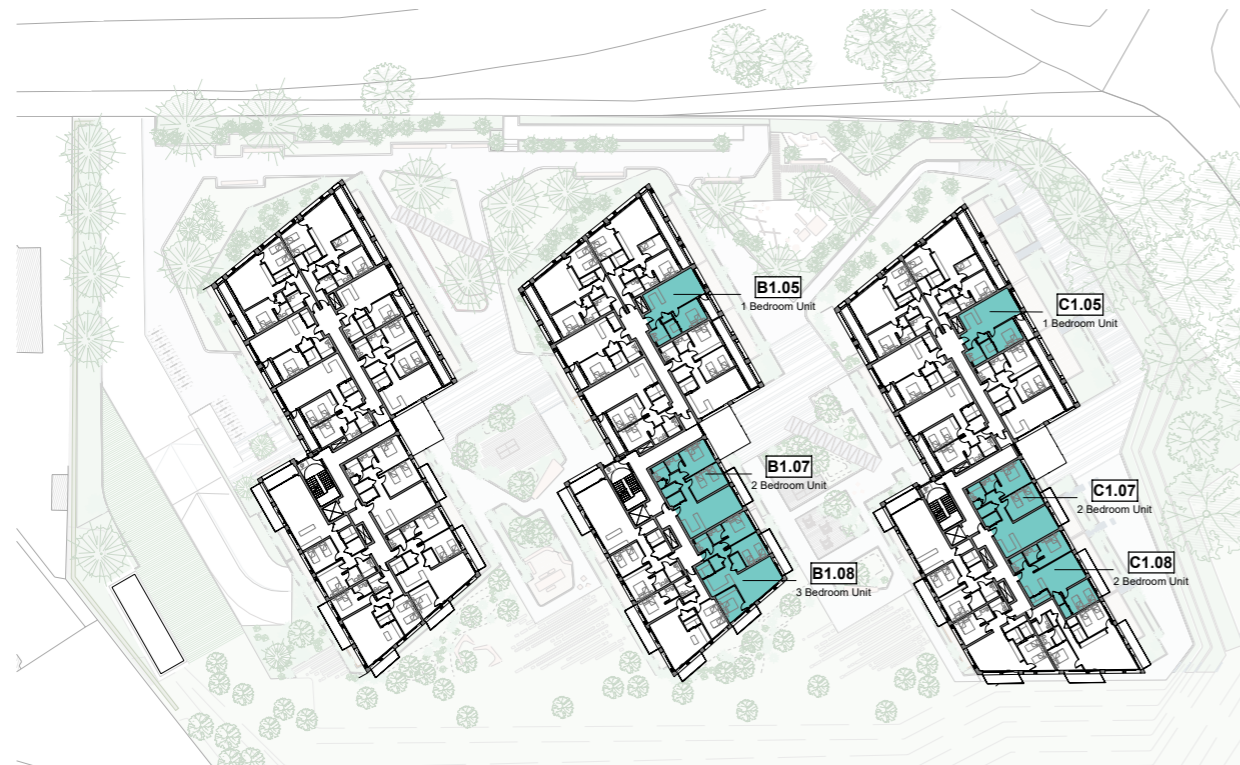 B1.05
1 Bedroom Unit
C1.05
1 Bedroom Unit
B1.07
2 Bedroom Unit
C1.07
2 Bedroom Unit
B1.08
3 Bedroom Unit
C1.08
2 Bedroom Unit